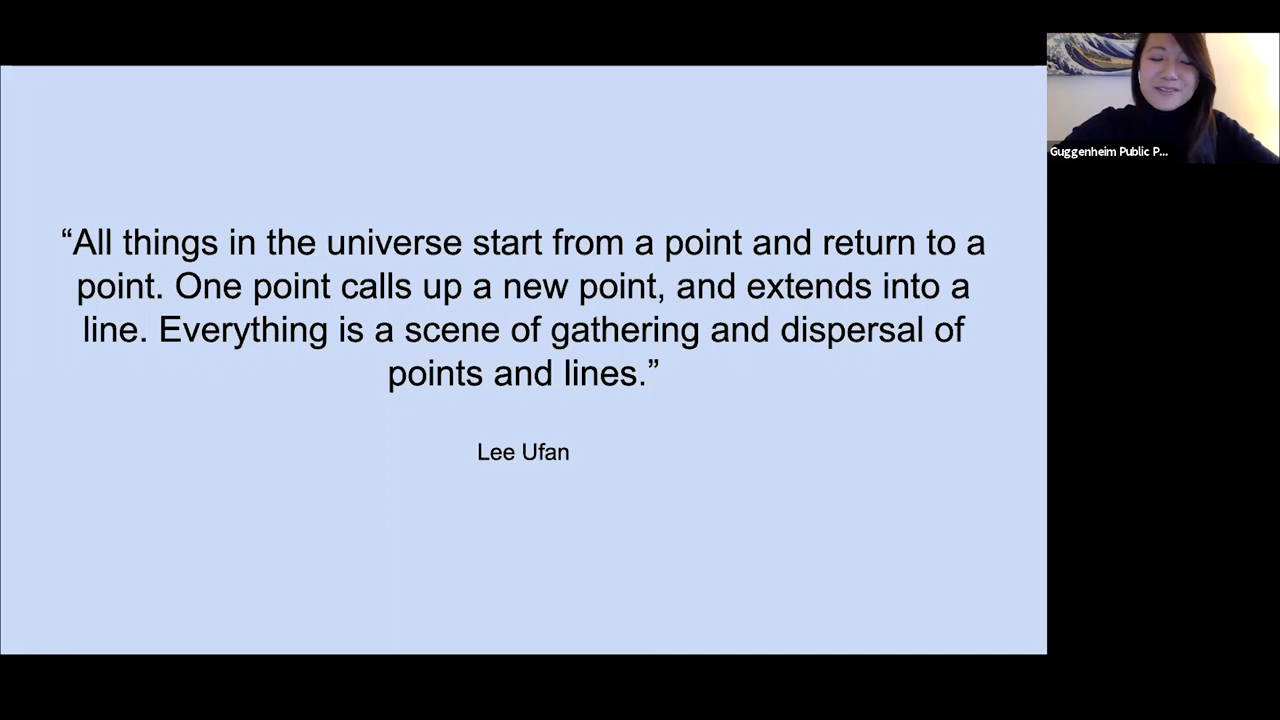 “All things in the universe start from a point and return to a
point. One point calls up a new point, and extends into a
line. Everything is a scene of gathering and dispersal of
points and lines.”
Lee Ufan
Guggenheim Public P...